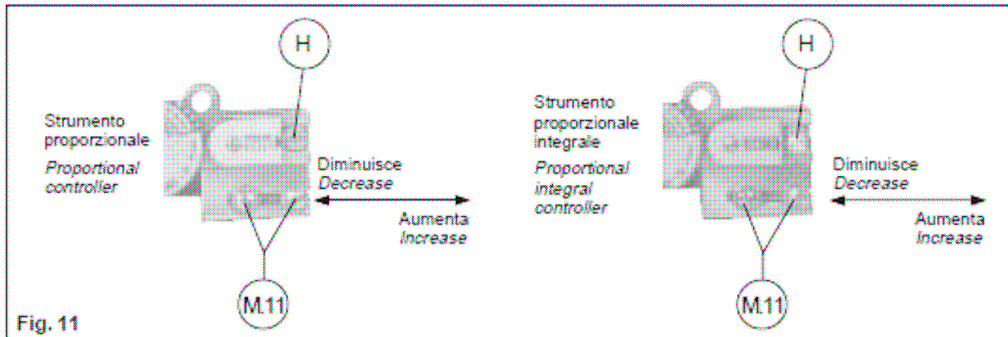 H
Strumento
proporzionale
Proportional
controller
Diminuisce
Decrease
Aumenta
Increase
M.11
Fig. 11
H
Strumento
proporzionale
integrale
Proportional
integral
controller
Diminuisce
Decrease
Aumenta
Increase
M.11